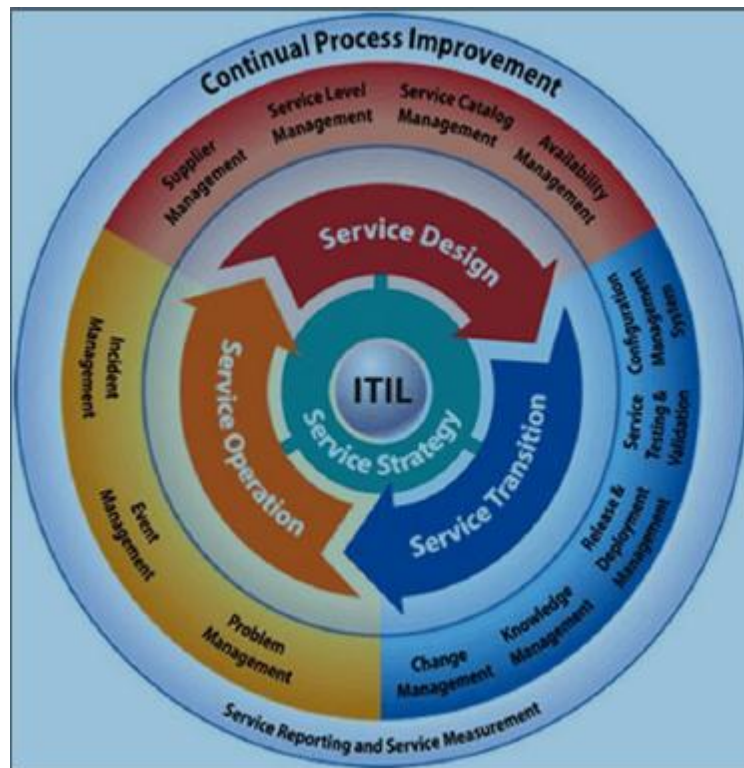 Continual Process Improvement
Supplier
Management
Service Level
Management
Service Catalog
Management
Availability
Management
Configuration
Management
System
Service
Testing &
Validation
Release &
Deployment
Management
Knowledge
Management
Change
Management
Problem
Management
Event
Management
Incident
Management
Service Design
Service Transition
Service Operation
Service Strategy
ITIL
Service Reporting and Service Measurement